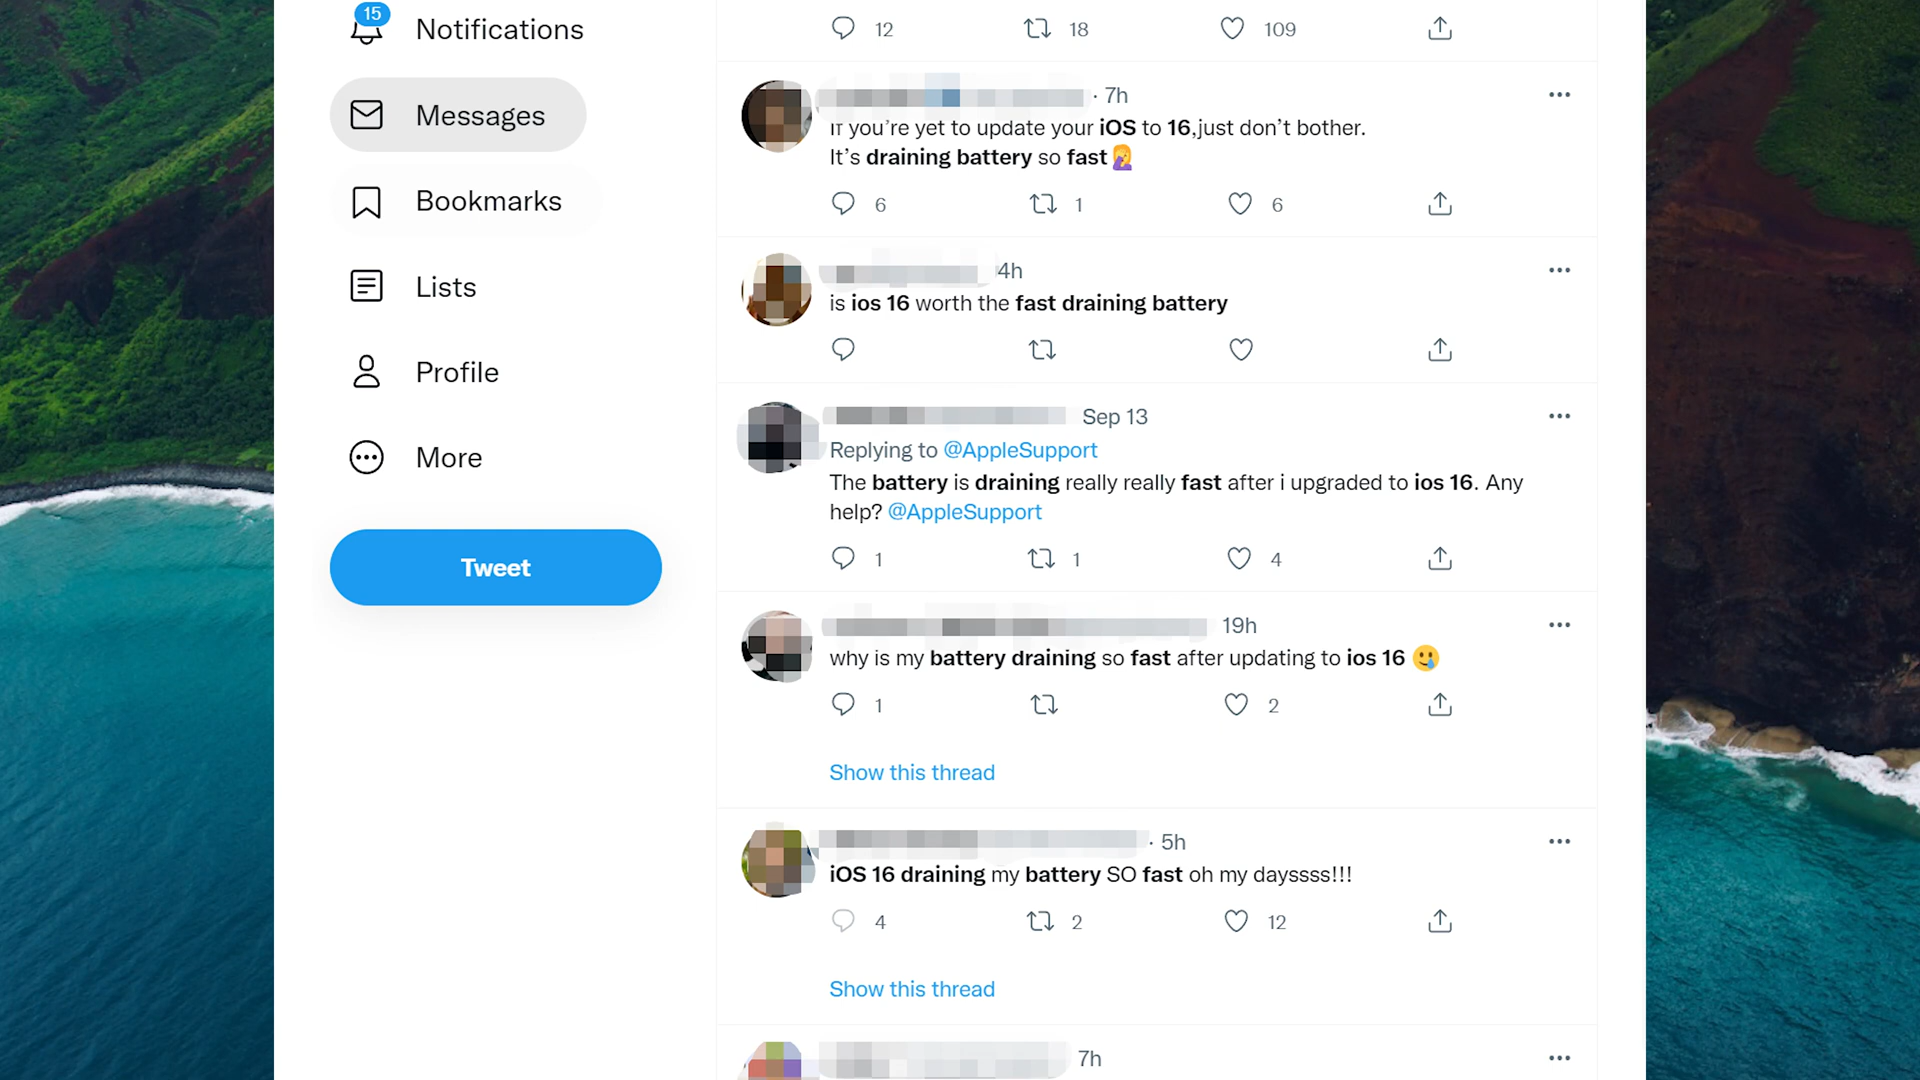 15
Notifications
Messages
Bookmarks
Lists
Profile
More
Tweet
12 18 109
· 7h
If you’re yet to update your iOS to 16,just don’t bother.
It’s draining battery so fast🤦‍♀️
6 1 6
4h
is ios 16 worth the fast draining battery
Sep 13
Replying to @AppleSupport
The battery is draining really really fast after i upgraded to ios 16. Any
help? @AppleSupport
1 1 4
19h
why is my battery draining so fast after updating to ios 16 🥲
1 2
Show this thread
· 5h
iOS 16 draining my battery SO fast oh my dayssss!!!
4 2 12
Show this thread
7h